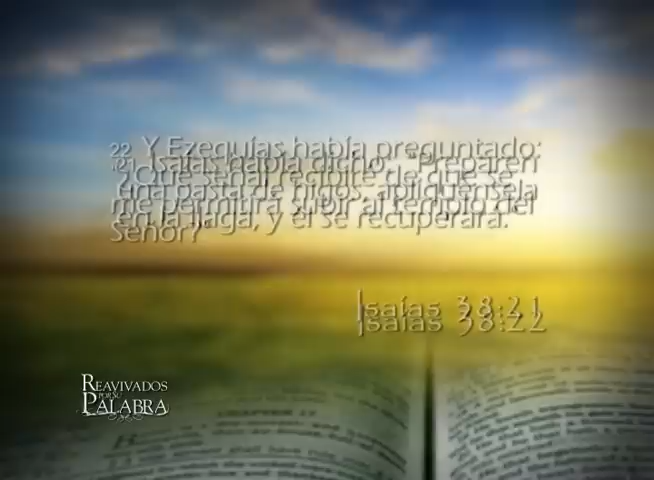 22 Y Ezequías había preguntado:
21 Isaías había dicho: "Preparen
¿Qué señal recibiré de que se
una pasta de higos, aplíquensela
me permitirá subir al templo del
en la llaga, y él se recuperará.
Señor?
Isaías 38:21
Isaías 38:22
REAVIVADOS
POR SU
PALABRA